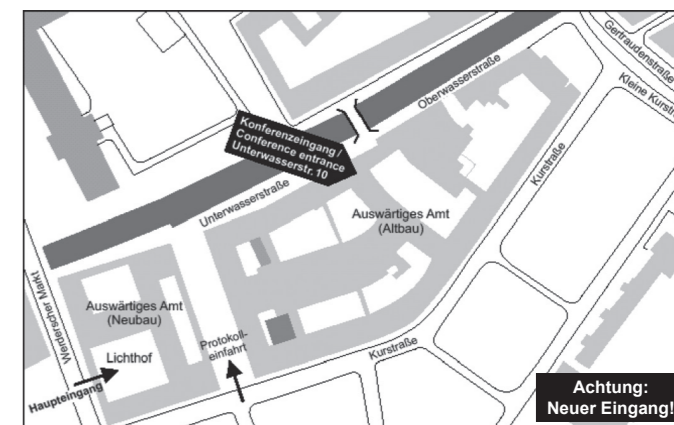 Gertraudenstraße
Kleine Kurstr
Oberwasserstraße
Konferenzeingang /
Conference entrance
Unterwasserstr. 10
Kurstraße
Unterwasserstraße
Auswärtiges Amt
(Altbau)
Werderscher Markt
Auswärtiges Amt
(Neubau)
Protokoll-
einfahrt
Lichthof
Kurstraße
Haupteingang
Achtung:
Neuer Eingang!